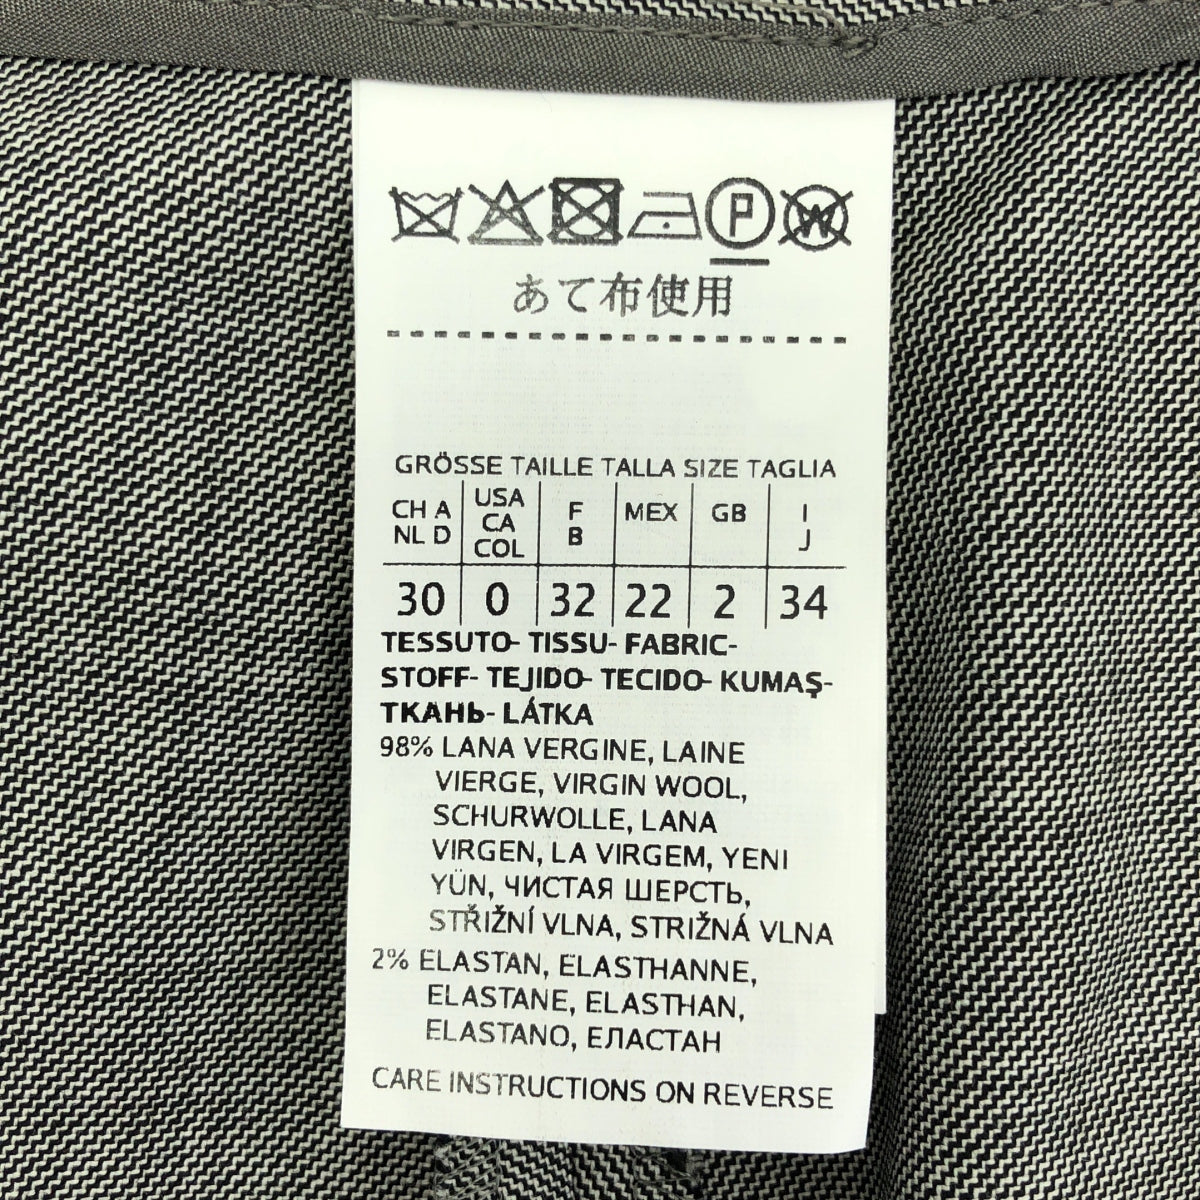 P W
あて布使用
GRÖSSE TAILLE TALLA SIZE TAGLIA
CH A NL D USA CA COL F B MEX GB I J
30 0 32 22 2 34
TESSUTO- TISSU- FABRIC-
STOFF- TEJIDO- TECIDO- KUMAŞ-
ТКАНЬ- LÁTKA
98% LANA VERGINE, LAINE
VIERGE, VIRGIN WOOL,
SCHURWOLLE, LANA
VIRGEN, LA VIRGEM, YENI
YÜN, ЧИСТАЯ ШЕРСТЬ,
STŘIŽNÍ VLNA, STRIŽNÁ VLNA
2% ELASTAN, ÉLASTHANNE,
ELASTANE, ELASTHAN,
ELASTANO, ЕЛАСТАН
CARE INSTRUCTIONS ON REVERSE